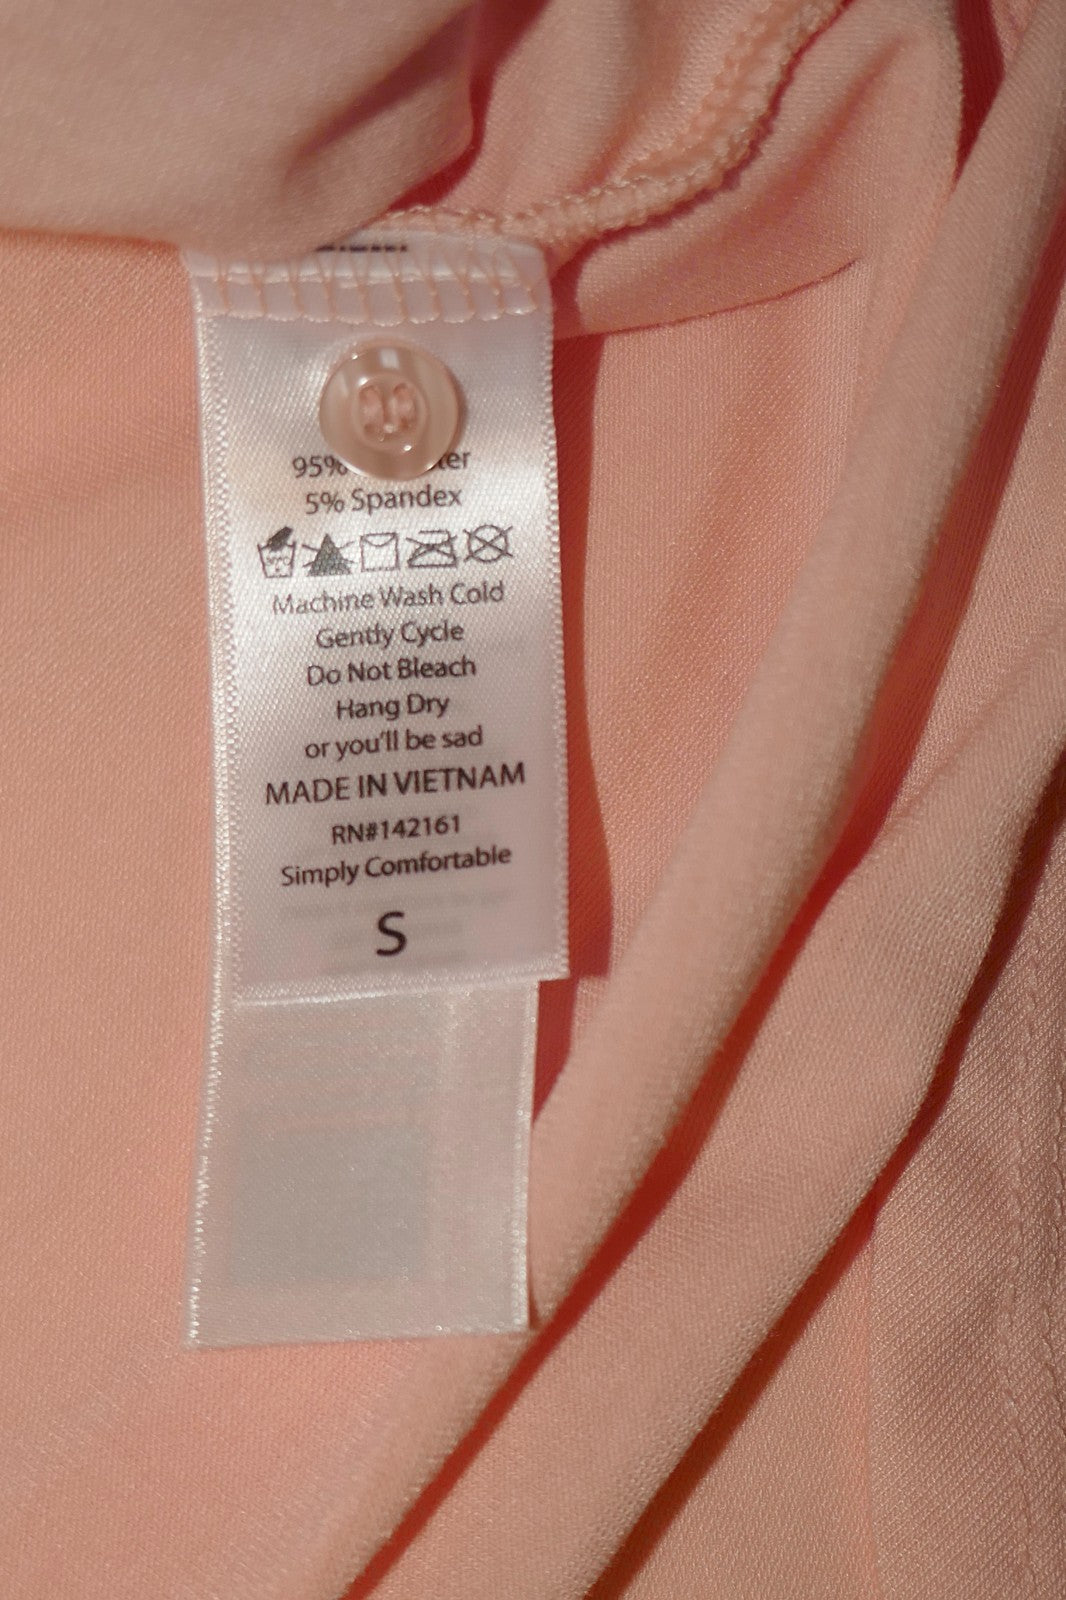 95%
5% Spandex
Machine Wash Cold
Gently Cycle
Do Not Bleach
Hang Dry
or you'll be sad
MADE IN VIETNAM
RN#142161
Simply Comfortable
S